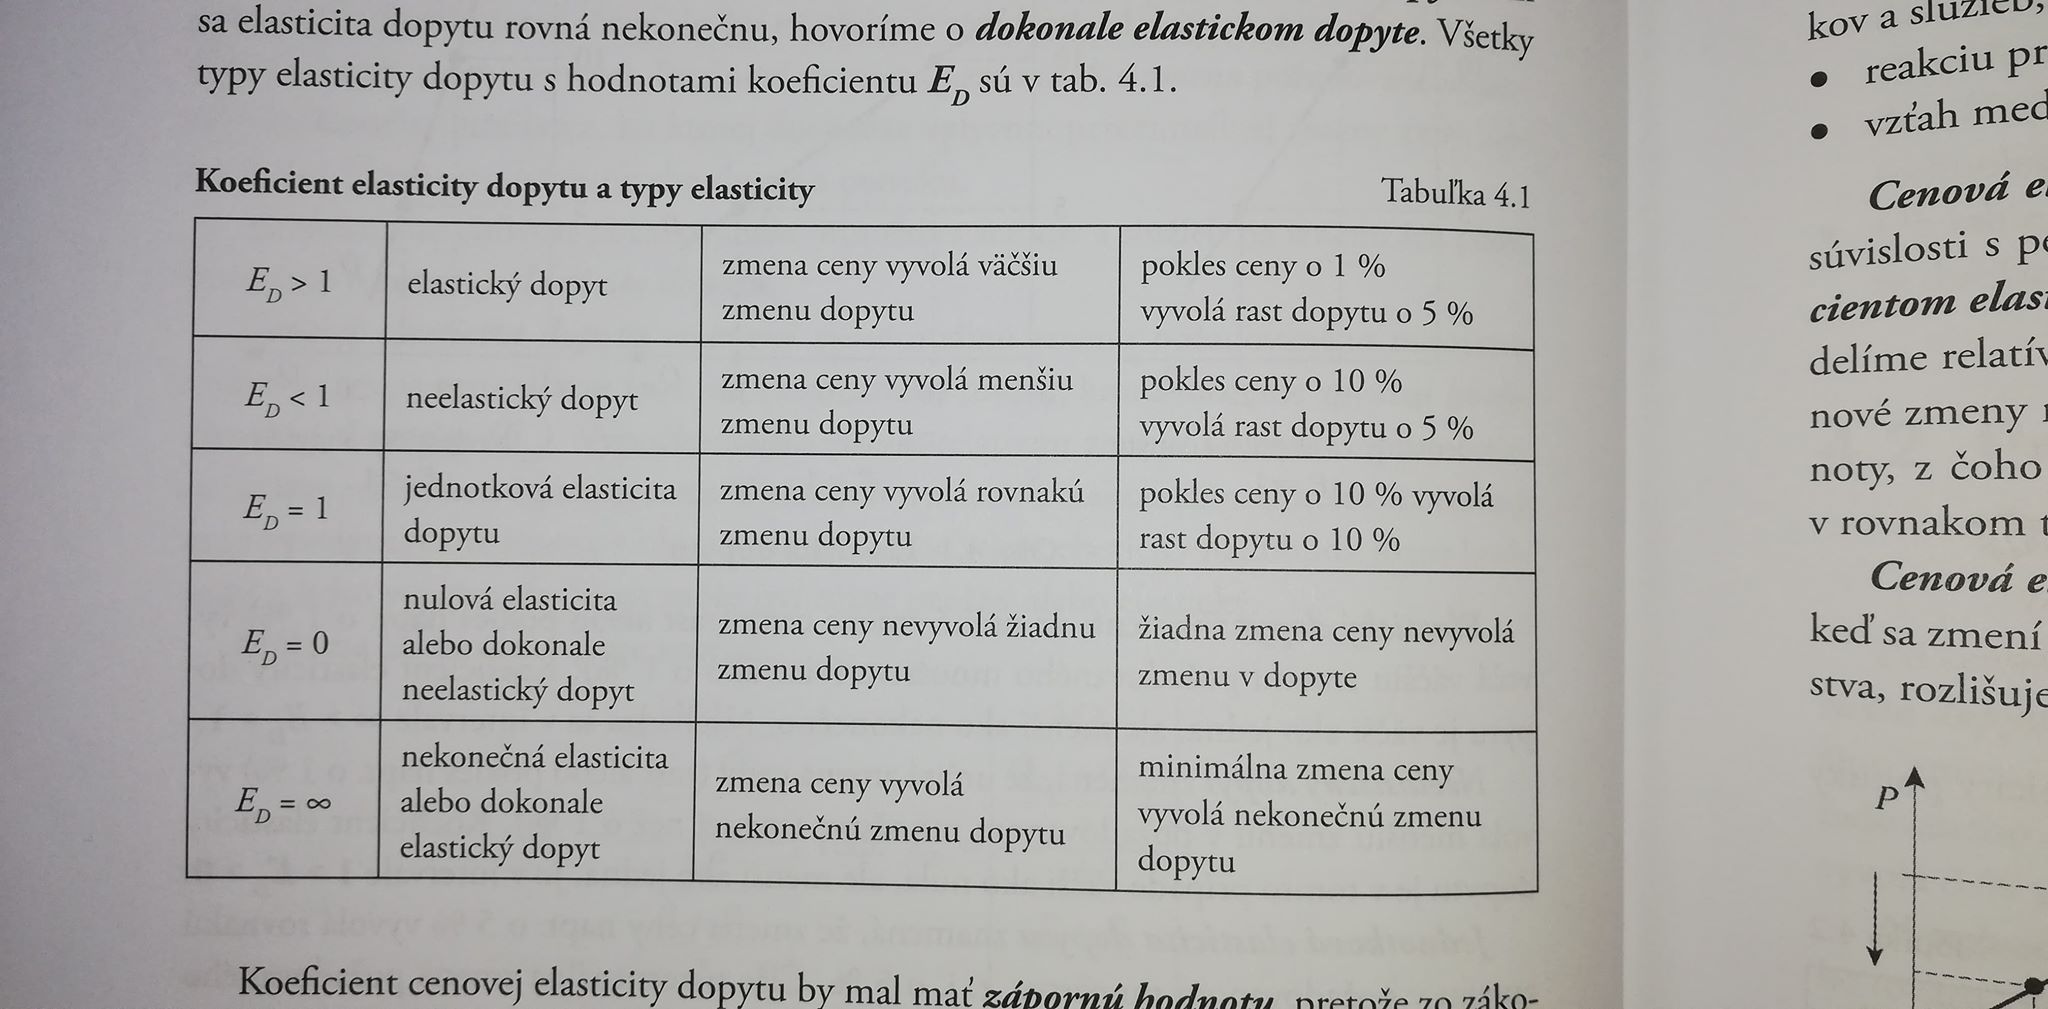 sa elasticita dopytu rovná nekonečnu, hovoríme o dokonale elastickom dopyte. Všetky
typy elasticity dopytu s hodnotami koeficientu E_D sú v tab. 4.1.
Koeficient elasticity dopytu a typy elasticity
Tabuľka 4.1
E_D > 1
elastický dopyt
zmena ceny vyvolá väčšiu
zmenu dopytu
pokles ceny o 1 %
vyvolá rast dopytu o 5 %
E_D < 1
neelastický dopyt
zmena ceny vyvolá menšiu
zmenu dopytu
pokles ceny o 10 %
vyvolá rast dopytu o 5 %
E_D = 1
jednotková elasticita
dopytu
zmena ceny vyvolá rovnakú
zmenu dopytu
pokles ceny o 10 % vyvolá
rast dopytu o 10 %
E_D = 0
nulová elasticita
alebo dokonale
neelastický dopyt
zmena ceny nevyvolá žiadnu
zmenu dopytu
žiadna zmena ceny nevyvolá
zmenu v dopyte
E_D = ∞
nekonečná elasticita
alebo dokonale
elastický dopyt
zmena ceny vyvolá
nekonečnú zmenu dopytu
minimálna zmena ceny
vyvolá nekonečnú zmenu
dopytu
Koeficient cenovej elasticity dopytu by mal mať zápornú hodnotu, pretože zo záko-
kov a služieb,
• reakciu pr
• vzťah med
Cenová e
súvislosti s p
cientom elas
delíme relatív
nové zmeny
noty, z čoho
v rovnakom t
Cenová e
keď sa zmení
stva, rozlišuje
P